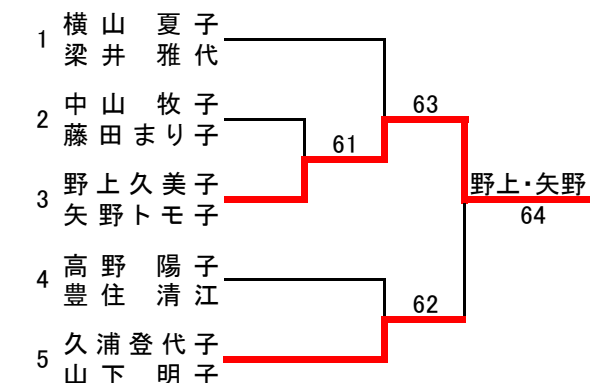 1 横山 夏子
梁井 雅代
2 中山 牧子
藤田まり子
3 野上久美子
矢野トモ子
4 高野 陽子
豊住 清江
5 久浦登代子
山下 明子
61
63
62
野上・矢野
64